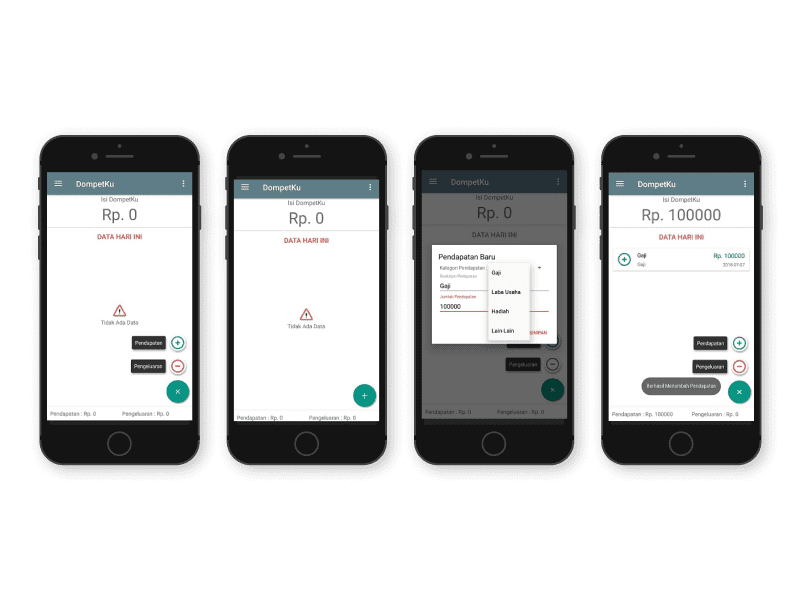 DompetKu
Isi DompetKu
Rp. 0
DATA HARI INI
Tidak Ada Data
Pendapatan
Pengeluaran
Pendapatan : Rp. 0 Pengeluaran : Rp. 0
DompetKu
Isi DompetKu
Rp. 0
DATA HARI INI
Tidak Ada Data
Pendapatan : Rp. 0 Pengeluaran : Rp. 0
DompetKu
Isi DompetKu
Rp. 0
DATA HARI INI
Pendapatan Baru
Kategori Pendapatan :
Gaji
Laba Usaha
Hadiah
Lain-Lain
Deskripsi Pendapatan
Gaji
Jumlah Pendapatan
100000
Pengeluaran
Pendapatan : Rp. 0 Pengeluaran : Rp. 0
DompetKu
Isi DompetKu
Rp. 100000
DATA HARI INI
Gaji Rp. 100000
Gaji 2018-07-07
Pendapatan
Pengeluaran
Berhasil Menambah Pendapatan
Pendapatan : Rp. 100000 Pengeluaran : Rp. 0